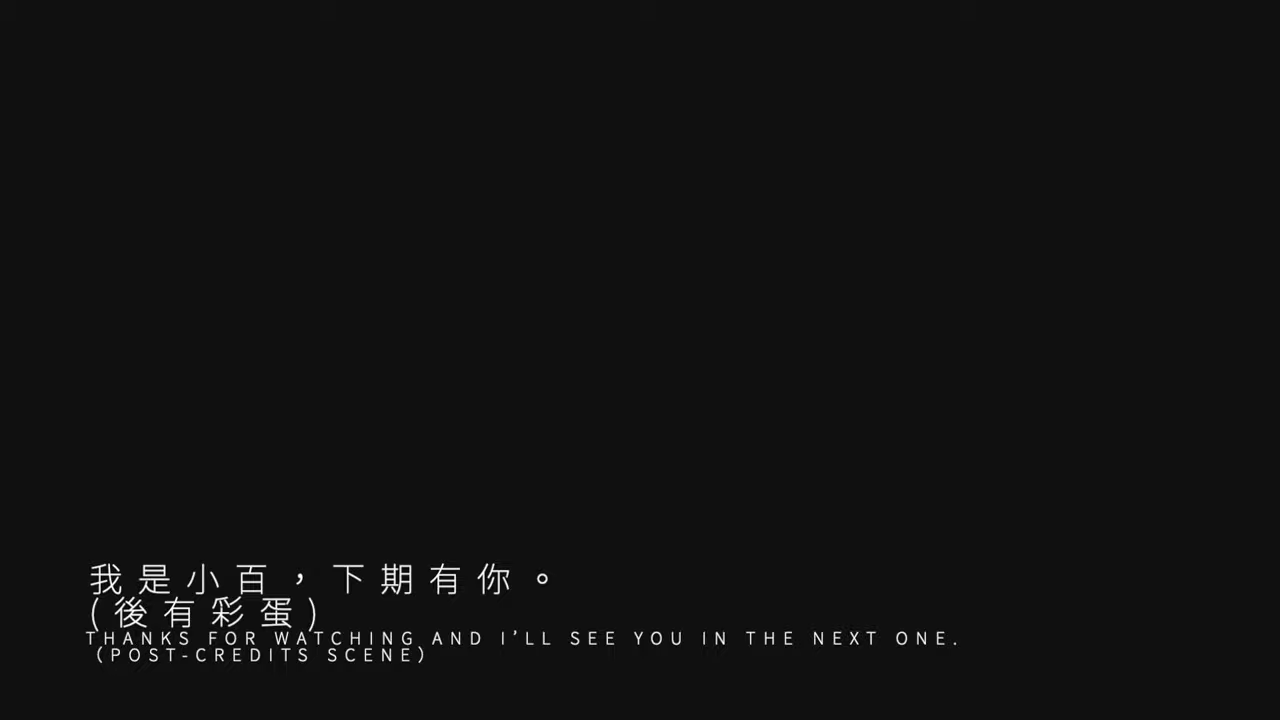 我是小百，下期有你。
(後有彩蛋)
THANKS FOR WATCHING AND I’LL SEE YOU IN THE NEXT ONE.
(POST-CREDITS SCENE)